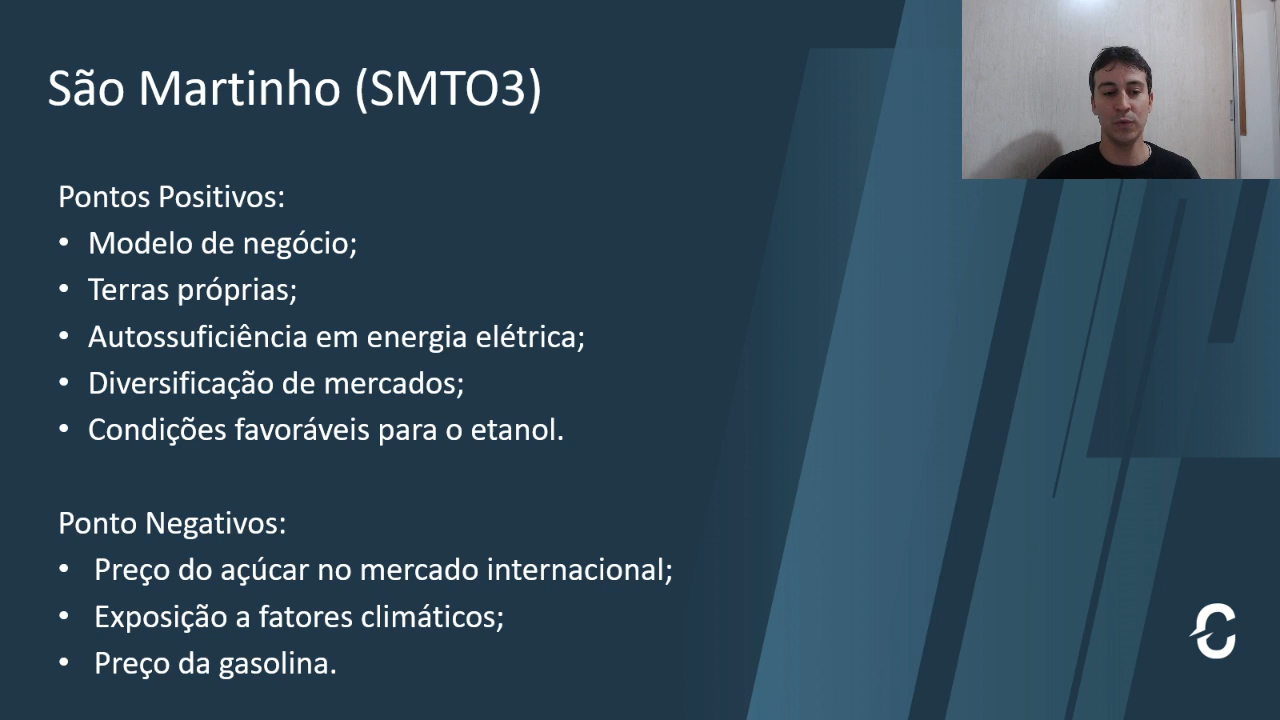 São Martinho (SMTO3)
Pontos Positivos:
• Modelo de negócio;
• Terras próprias;
• Autossuficiência em energia elétrica;
• Diversificação de mercados;
• Condições favoráveis para o etanol.
Ponto Negativos:
• Preço do açúcar no mercado internacional;
• Exposição a fatores climáticos;
• Preço da gasolina.